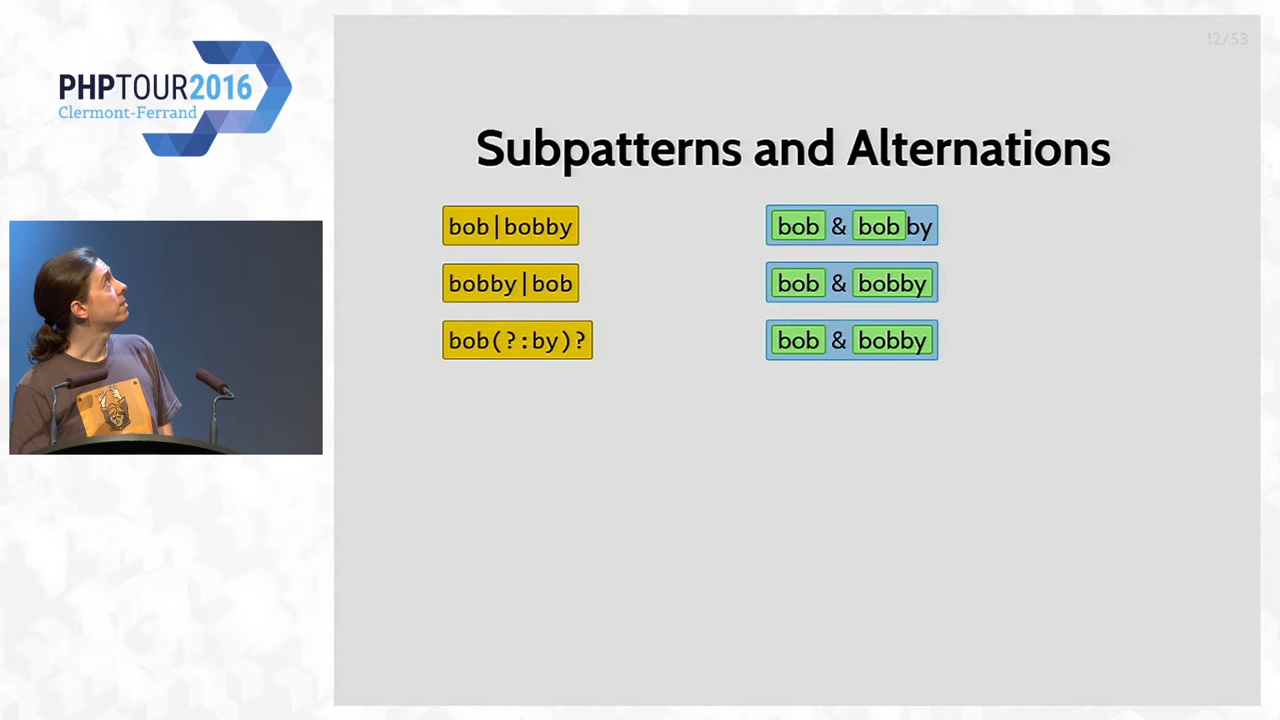 PHPTOUR2016
Clermont-Ferrand
12/53
Subpatterns and Alternations
bob|bobby
bob & bobby
bobby|bob
bob & bobby
bob(?:by)?
bob & bobby